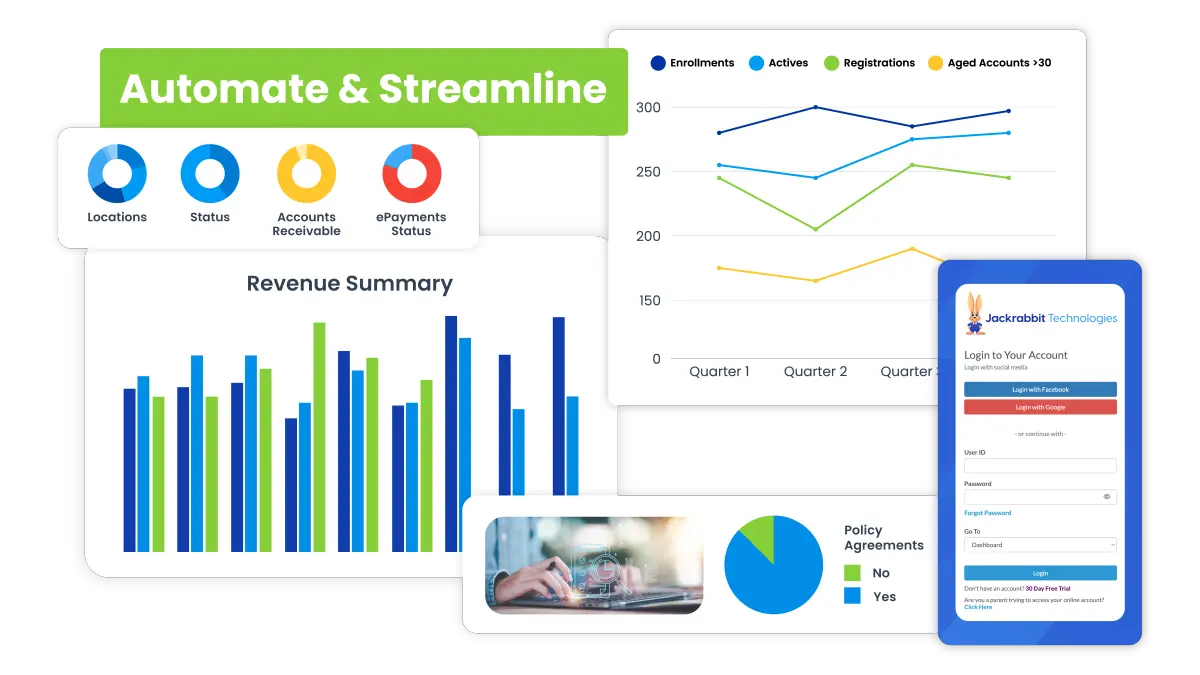 Automate & Streamline
Locations
Status
Accounts
Receivable
ePayments
Status
Revenue Summary
Enrollments
Actives
Registrations
Aged Accounts >30
300
250
200
150
0
Quarter 1
Quarter 2
Quarter
Policy
Agreements
No
Yes
Jackrabbit Technologies
Login to Your Account
Login with social media
Login with Facebook
Login with Google
- or continue with -
User ID
Password
Forgot Password
Go To
Dashboard
Login
Don't have an account? 30 Day Free Trial
Are you a parent trying to access your online account?
Click Here